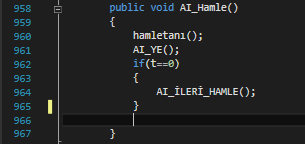 958 public void AI_Hamle()
959 {
960 hamletanı();
961 AI_YE();
962 if(t==0)
963 {
964 AI_İLERİ_HAMLE();
965 }
966
967 }